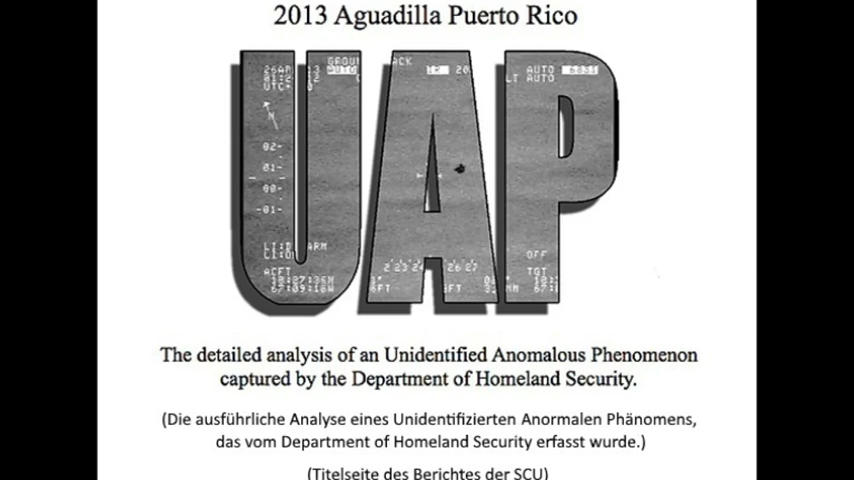 2013 Aguadilla Puerto Rico
UAP
The detailed analysis of an Unidentified Anomalous Phenomenon
captured by the Department of Homeland Security.
(Die ausführliche Analyse eines Unidentifizierten Anormalen Phänomens,
das vom Department of Homeland Security erfasst wurde.)
(Titelseite des Berichtes der SCU)